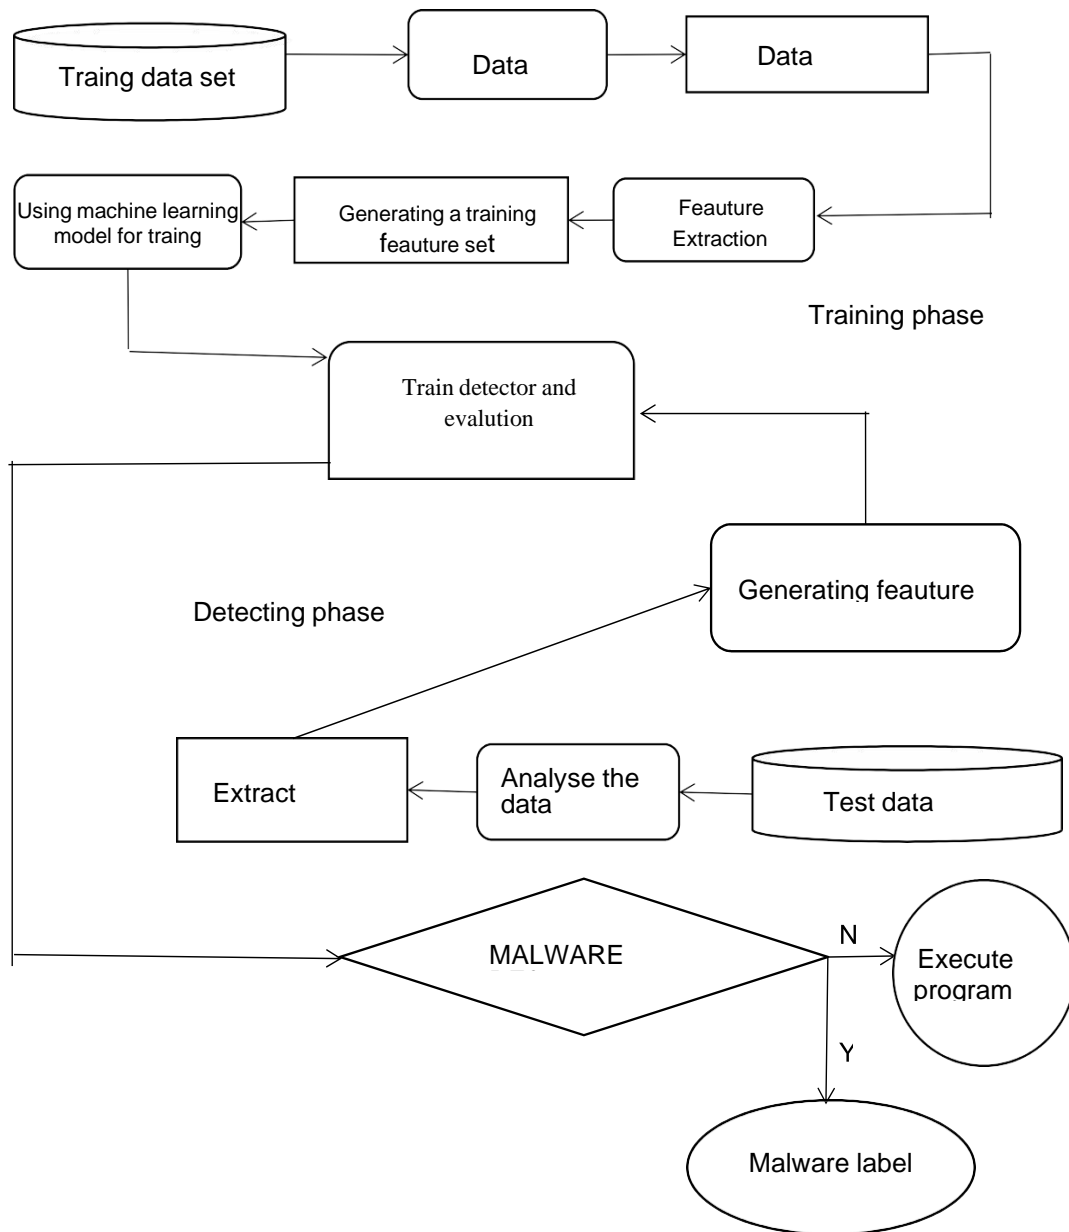 Traing data set
Data
Data
Using machine learning
model for traing
Generating a training
feauture set
Feauture
Extraction
Training phase
Train detector and
evalution
Generating feauture
Detecting phase
Extract
Analyse the
data
Test data
MALWARE
N
Execute
program
Y
Malware label